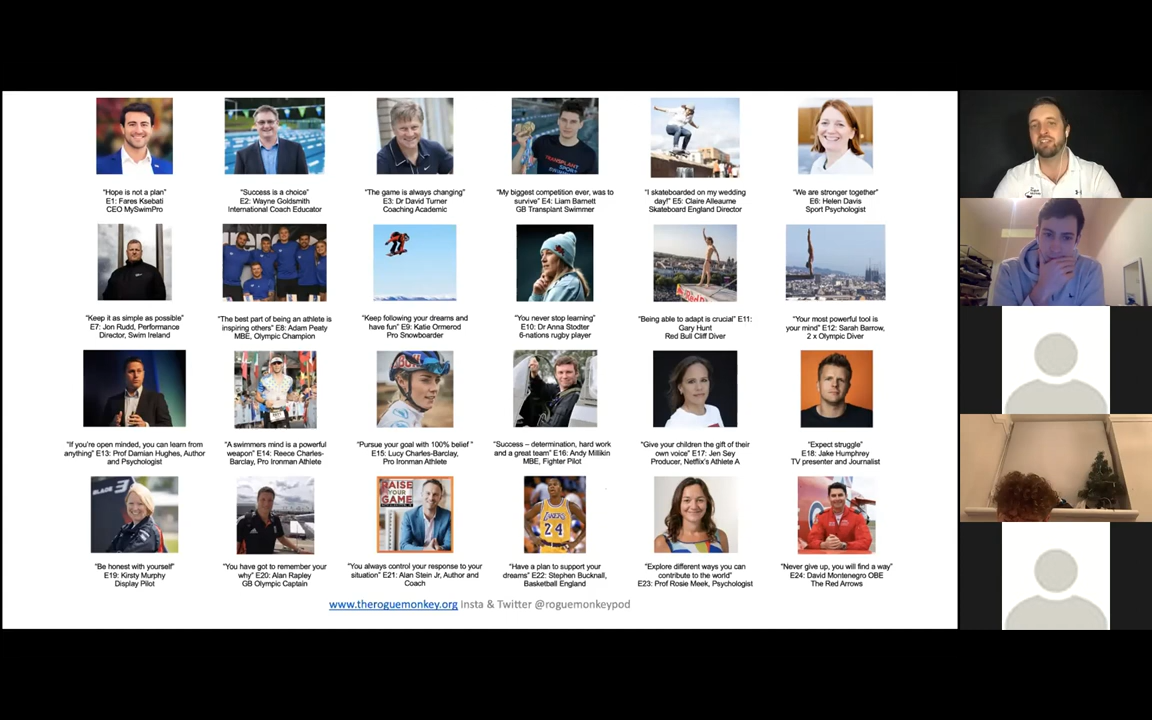 “Hope is not a plan”
E1: Fares Ksebati
CEO MySwimPro
“Success is a choice”
E2: Wayne Goldsmith
International Coach Educator
“The game is always changing”
E3: Dr David Turner
Coaching Academic
“My biggest competition ever, was to
survive” E4: Liam Barnett
GB Transplant Swimmer
“I skateboarded on my wedding
day!” E5: Claire Alleaume
Skateboard England Director
“We are stronger together”
E6: Helen Davis
Sport Psychologist
TRANSPLANT
“Keep it as simple as possible”
E7: Jon Rudd, Performance
Director, Swim Ireland
“The best part of being an athlete is
inspiring others” E8: Adam Peaty
MBE, Olympic Champion
“Keep following your dreams and
have fun” E9: Katie Ormerod
Pro Snowboarder
“You never stop learning”
E10: Dr Anna Stodter
6-nations rugby player
“Being able to adapt is crucial” E11:
Gary Hunt
Red Bull Cliff Diver
“Your most powerful tool is
your mind” E12: Sarah Barrow,
2 x Olympic Diver
“If you're open minded, you can learn from
anything” E13: Prof Damian Hughes, Author
and Psychologist
“A swimmers mind is a powerful
weapon” E14: Reece Charles-
Barclay, Pro Ironman Athlete
“Pursue your goal with 100% belief ”
E15: Lucy Charles-Barclay,
Pro Ironman Athlete
“Success – determination, hard work
and a great team” E16: Andy Millikin
MBE, Fighter Pilot
“Give your children the gift of their
own voice” E17: Jen Sey
Producer, Netflix's Athlete A
“Expect struggle”
E18: Jake Humphrey
TV presenter and Journalist
BLADE
RAISE
YOUR
GAME
LAKERS
24
“Be honest with yourself”
E19: Kirsty Murphy
Display Pilot
“You have got to remember your
why” E20: Alan Rapley
GB Olympic Captain
“You always control your response to your
situation” E21: Alan Stein Jr, Author and
Coach
“Have a plan to support your
dreams” E22: Stephen Bucknall,
Basketball England
“Explore different ways you can
contribute to the world”
E23: Prof Rosie Meek, Psychologist
“Never give up, you will find a way”
E24: David Montenegro OBE
The Red Arrows
www.theroguemonkey.org Insta & Twitter @roguemonkeypod